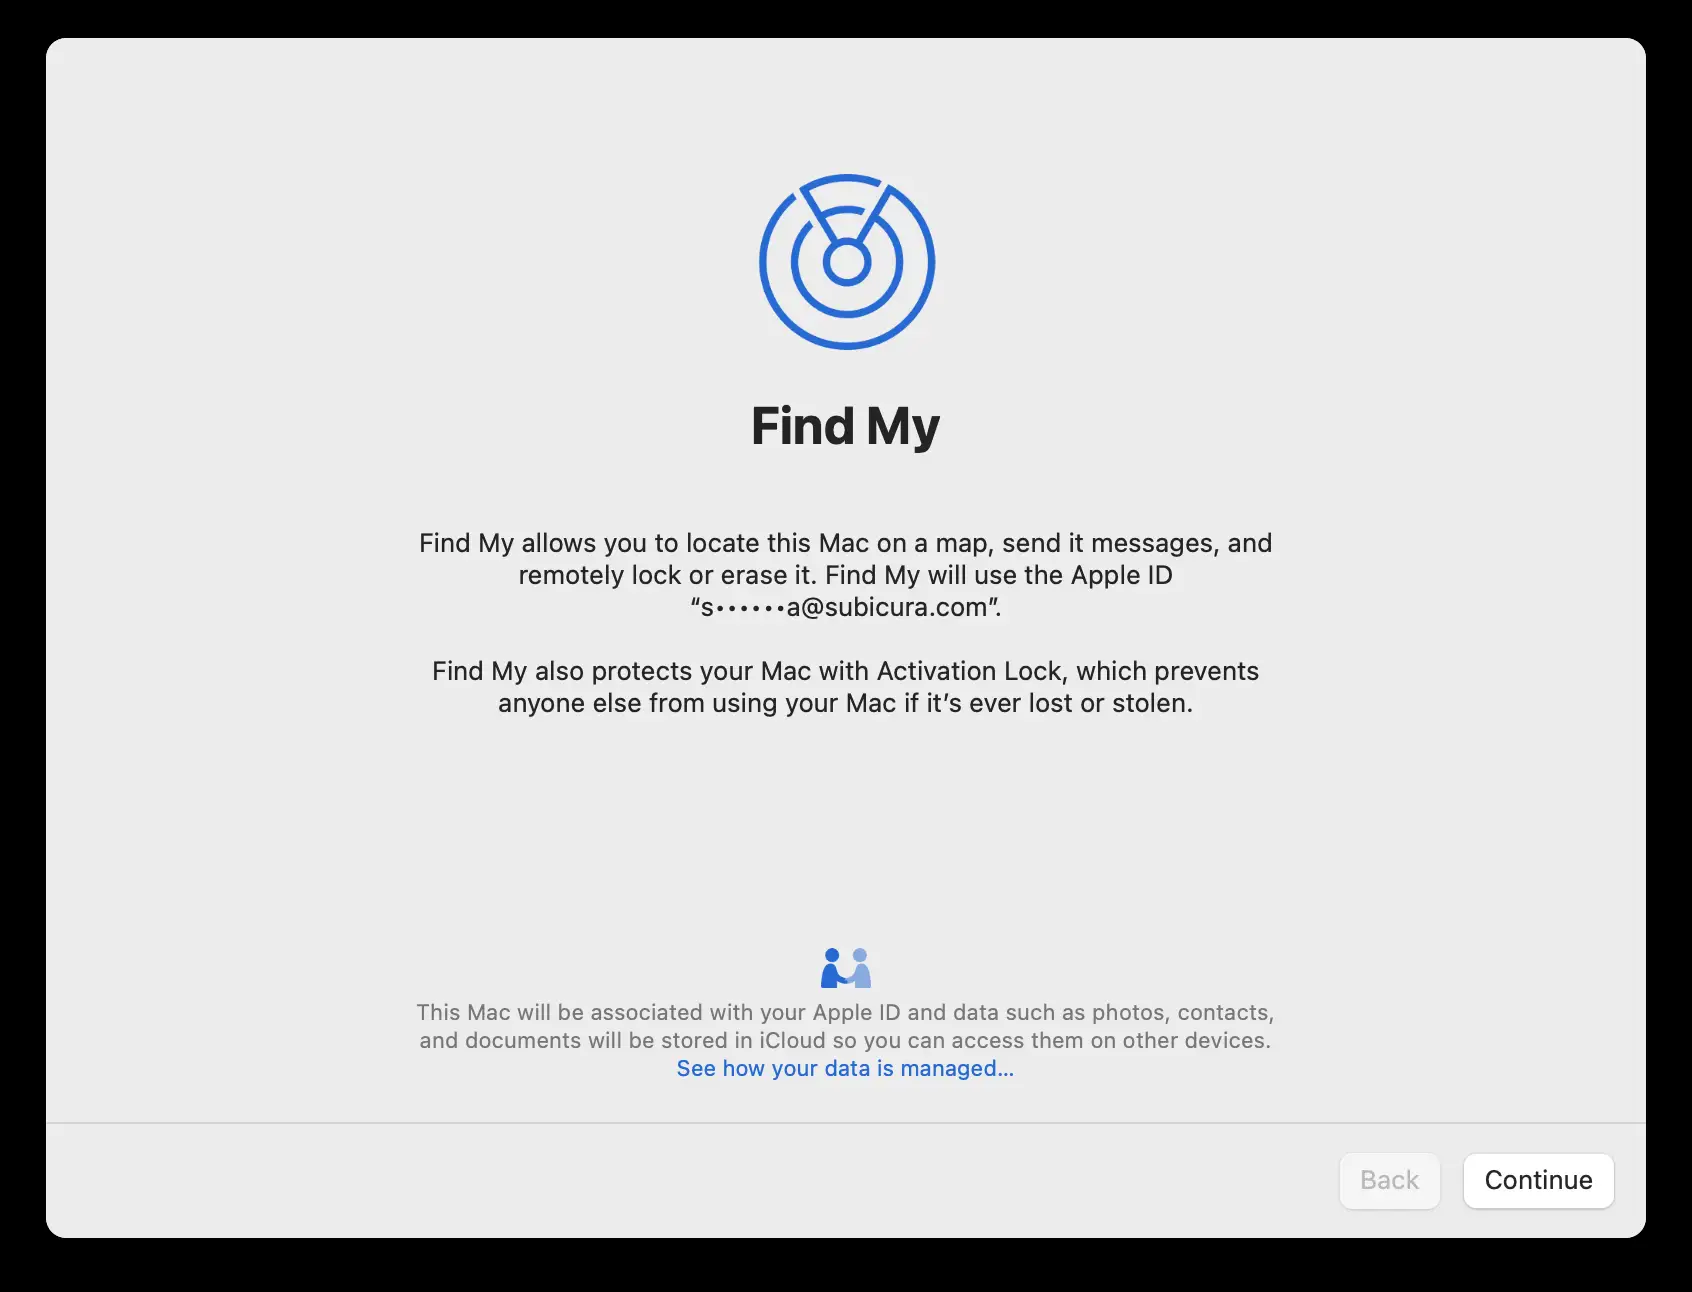 Find My
Find My allows you to locate this Mac on a map, send it messages, and
remotely lock or erase it. Find My will use the Apple ID
“s••••••a@subicura.com”.
Find My also protects your Mac with Activation Lock, which prevents
anyone else from using your Mac if it’s ever lost or stolen.
This Mac will be associated with your Apple ID and data such as photos, contacts,
and documents will be stored in iCloud so you can access them on other devices.
See how your data is managed...
Back
Continue